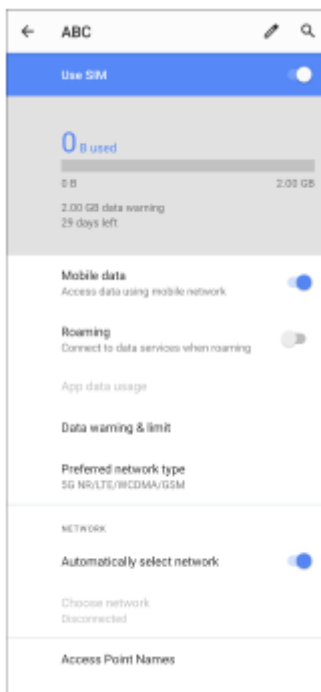 ABC
Use SIM
0 B used
0 B 2.00 GB
2.00 GB data warning
29 days left
Mobile data
Access data using mobile network
Roaming
Connect to data services when roaming
App data usage
Data warning & limit
Preferred network type
5G NR/LTE/WCDMA/GSM
NETWORK
Automatically select network
Choose network
Disconnected
Access Point Names